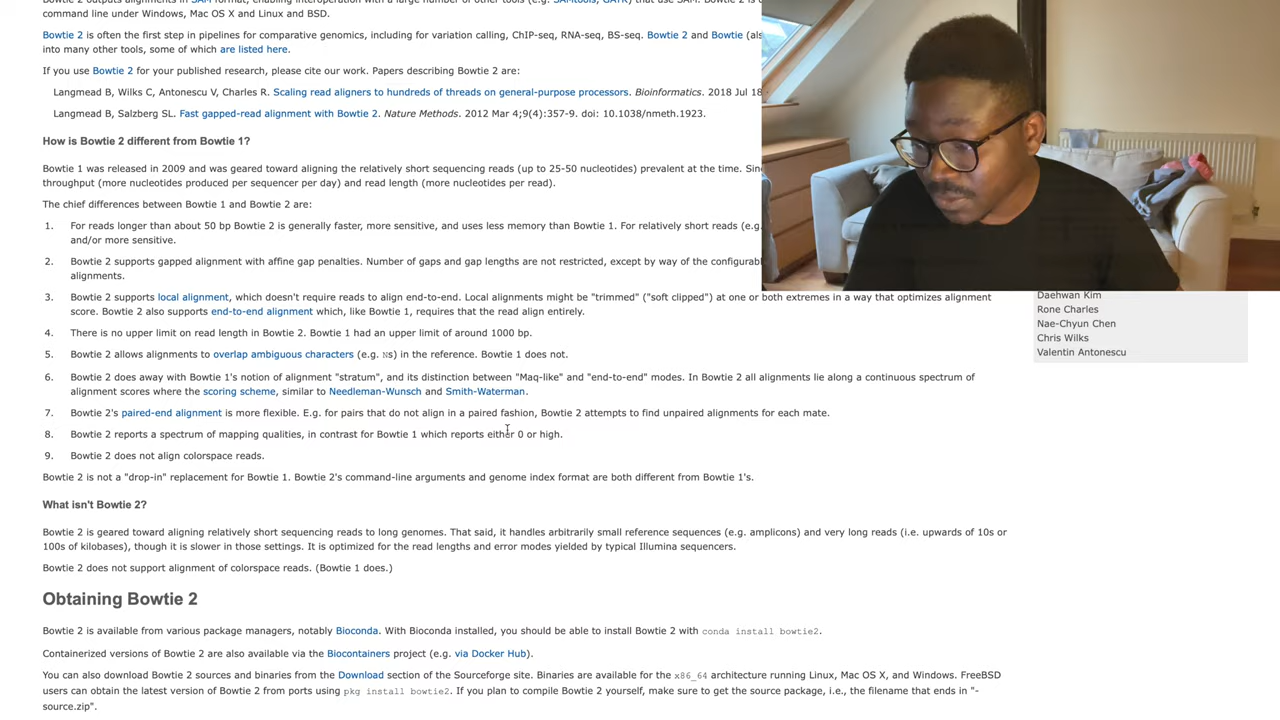 Bowtie 2 outputs alignments in SAM format, enabling interoperation with a large number of other tools (e.g. SAMtools, GATK) that use SAM. Bowtie 2 is
command line under Windows, Mac OS X and Linux and BSD.
Bowtie 2 is often the first step in pipelines for comparative genomics, including for variation calling, ChIP-seq, RNA-seq, BS-seq. Bowtie 2 and Bowtie (als
into many other tools, some of which are listed here.
If you use Bowtie 2 for your published research, please cite our work. Papers describing Bowtie 2 are:
Langmead B, Wilks C, Antonescu V, Charles R. Scaling read aligners to hundreds of threads on general-purpose processors. Bioinformatics. 2018 Jul 18
Langmead B, Salzberg SL. Fast gapped-read alignment with Bowtie 2. Nature Methods. 2012 Mar 4;9(4):357-9. doi: 10.1038/nmeth.1923.
How is Bowtie 2 different from Bowtie 1?
Bowtie 1 was released in 2009 and was geared toward aligning the relatively short sequencing reads (up to 25-50 nucleotides) prevalent at the time. Sin
throughput (more nucleotides produced per sequencer per day) and read length (more nucleotides per read).
The chief differences between Bowtie 1 and Bowtie 2 are:
1. For reads longer than about 50 bp Bowtie 2 is generally faster, more sensitive, and uses less memory than Bowtie 1. For relatively short reads (e.g.
and/or more sensitive.
2. Bowtie 2 supports gapped alignment with affine gap penalties. Number of gaps and gap lengths are not restricted, except by way of the configurab
alignments.
3. Bowtie 2 supports local alignment, which doesn't require reads to align end-to-end. Local alignments might be "trimmed" ("soft clipped") at one or both extremes in a way that optimizes alignment
score. Bowtie 2 also supports end-to-end alignment which, like Bowtie 1, requires that the read align entirely.
4. There is no upper limit on read length in Bowtie 2. Bowtie 1 had an upper limit of around 1000 bp.
5. Bowtie 2 allows alignments to overlap ambiguous characters (e.g. Ns) in the reference. Bowtie 1 does not.
6. Bowtie 2 does away with Bowtie 1's notion of alignment "stratum", and its distinction between "Maq-like" and "end-to-end" modes. In Bowtie 2 all alignments lie along a continuous spectrum of
alignment scores where the scoring scheme, similar to Needleman-Wunsch and Smith-Waterman.
7. Bowtie 2's paired-end alignment is more flexible. E.g. for pairs that do not align in a paired fashion, Bowtie 2 attempts to find unpaired alignments for each mate.
8. Bowtie 2 reports a spectrum of mapping qualities, in contrast for Bowtie 1 which reports either 0 or high.
9. Bowtie 2 does not align colorspace reads.
Bowtie 2 is not a "drop-in" replacement for Bowtie 1. Bowtie 2's command-line arguments and genome index format are both different from Bowtie 1's.
What isn't Bowtie 2?
Bowtie 2 is geared toward aligning relatively short sequencing reads to long genomes. That said, it handles arbitrarily small reference sequences (e.g. amplicons) and very long reads (i.e. upwards of 10s or
100s of kilobases), though it is slower in those settings. It is optimized for the read lengths and error modes yielded by typical Illumina sequencers.
Bowtie 2 does not support alignment of colorspace reads. (Bowtie 1 does.)
Obtaining Bowtie 2
Bowtie 2 is available from various package managers, notably Bioconda. With Bioconda installed, you should be able to install Bowtie 2 with conda install bowtie2.
Containerized versions of Bowtie 2 are also available via the Biocontainers project (e.g. via Docker Hub).
You can also download Bowtie 2 sources and binaries from the Download section of the Sourceforge site. Binaries are available for the x86_64 architecture running Linux, Mac OS X, and Windows. FreeBSD
users can obtain the latest version of Bowtie 2 from ports using pkg install bowtie2. If you plan to compile Bowtie 2 yourself, make sure to get the source package, i.e., the filename that ends in "-
source.zip".
Daehwan Kim
Rone Charles
Nae-Chyun Chen
Chris Wilks
Valentin Antonescu